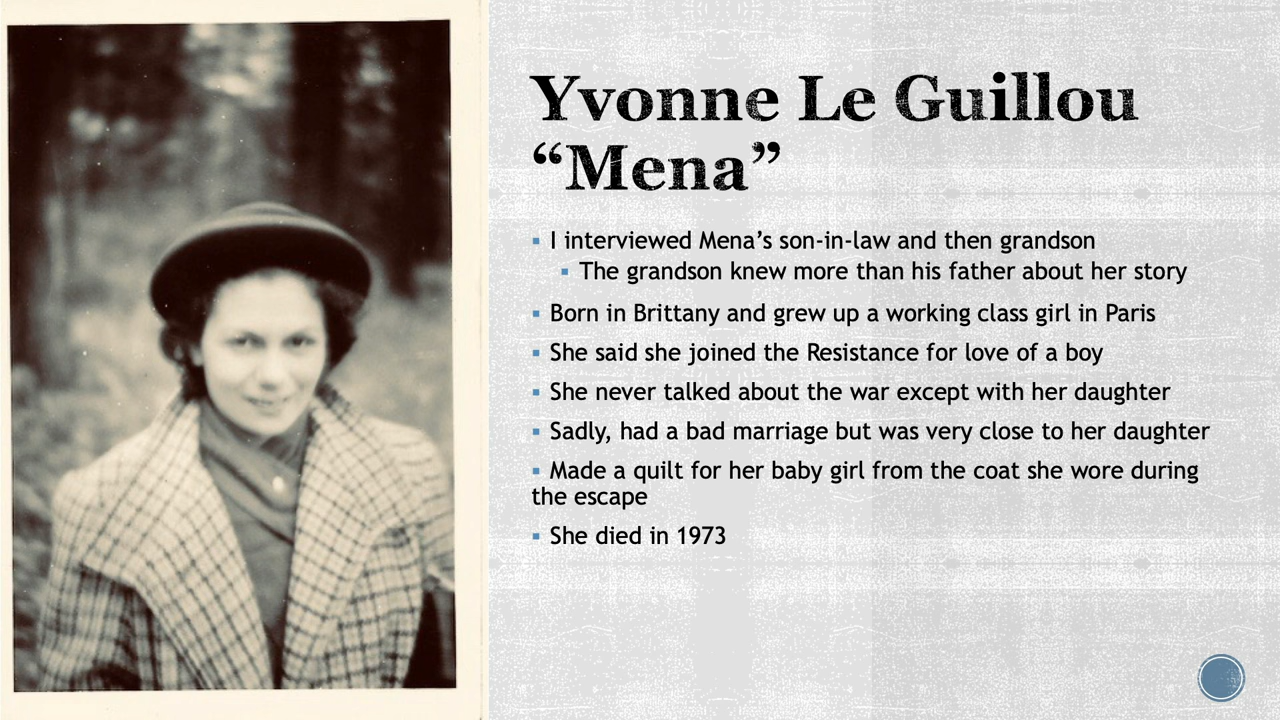 Yvonne Le Guillou
“Mena”
▪ I interviewed Mena’s son-in-law and then grandson
▪ The grandson knew more than his father about her story
▪ Born in Brittany and grew up a working class girl in Paris
▪ She said she joined the Resistance for love of a boy
▪ She never talked about the war except with her daughter
▪ Sadly, had a bad marriage but was very close to her daughter
▪ Made a quilt for her baby girl from the coat she wore during
the escape
▪ She died in 1973